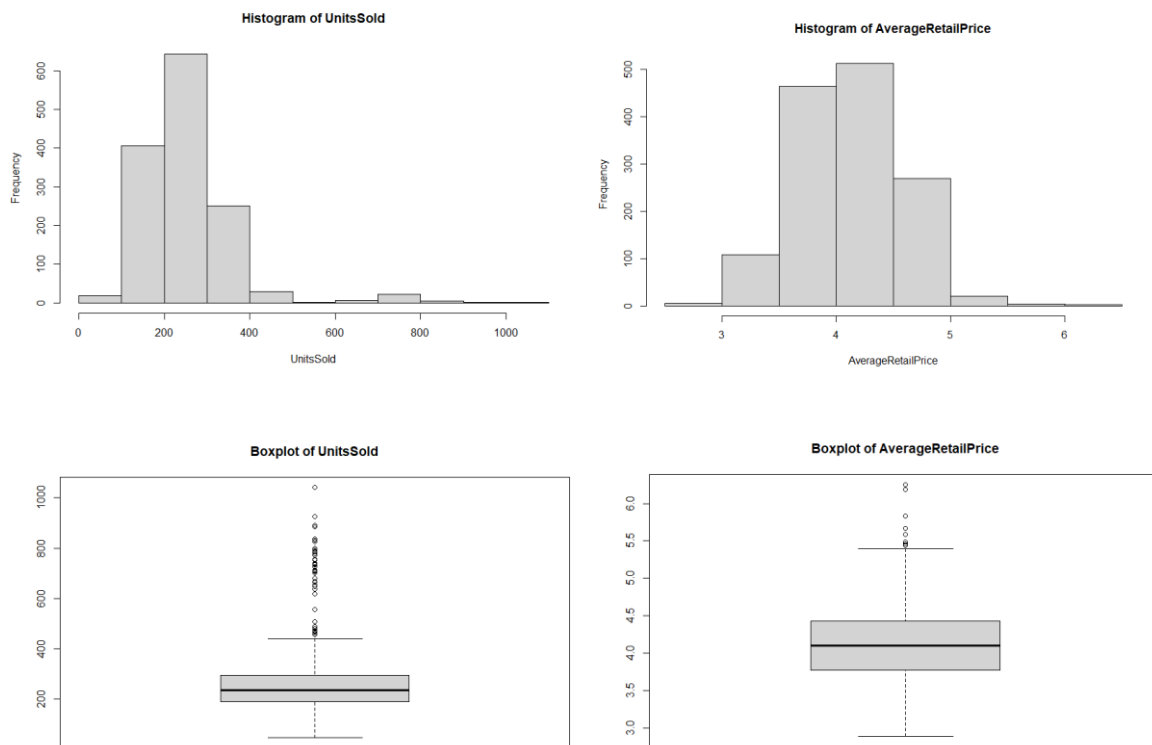 Histogram of UnitsSold
Frequency
0 100 200 300 400 500 600
0 200 400 600 800 1000
UnitsSold
Histogram of AverageRetailPrice
Frequency
0 100 200 300 400 500
3 4 5 6
AverageRetailPrice
Boxplot of UnitsSold
200 400 600 800 1000
Boxplot of AverageRetailPrice
3.0 3.5 4.0 4.5 5.0 5.5 6.0